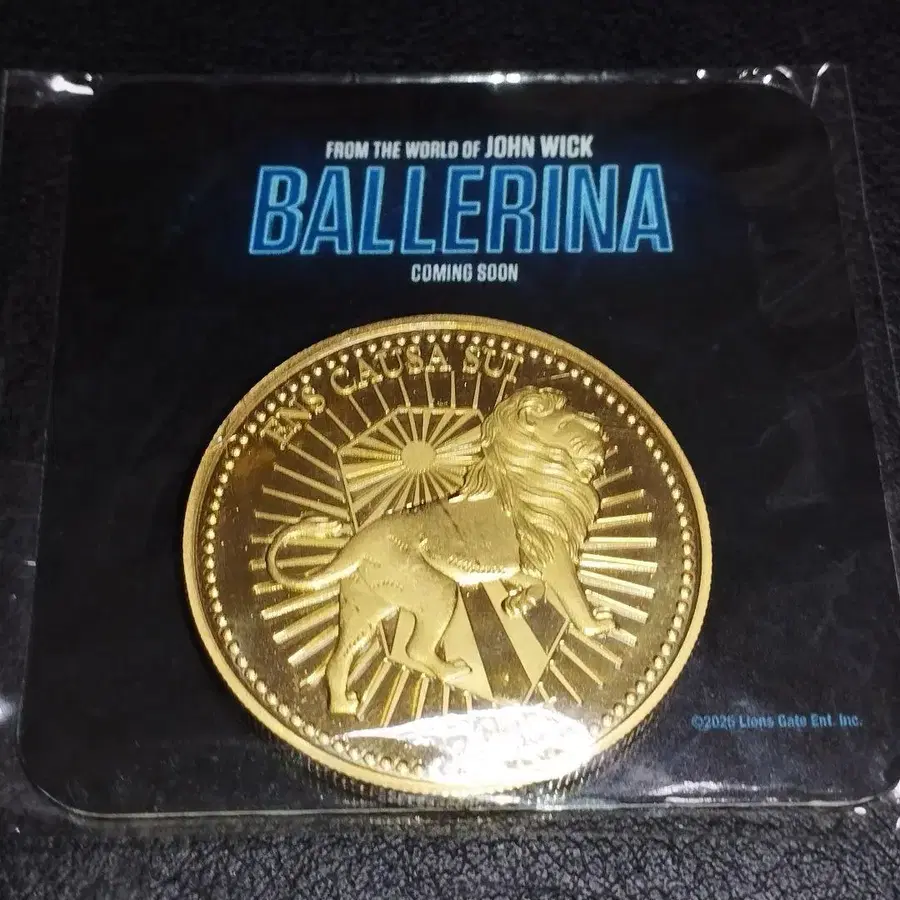 FROM THE WORLD OF JOHN WICK
BALLERINA
COMING SOON
ENS CAUSA SUI
©2025 Lions Gate Ent. Inc.